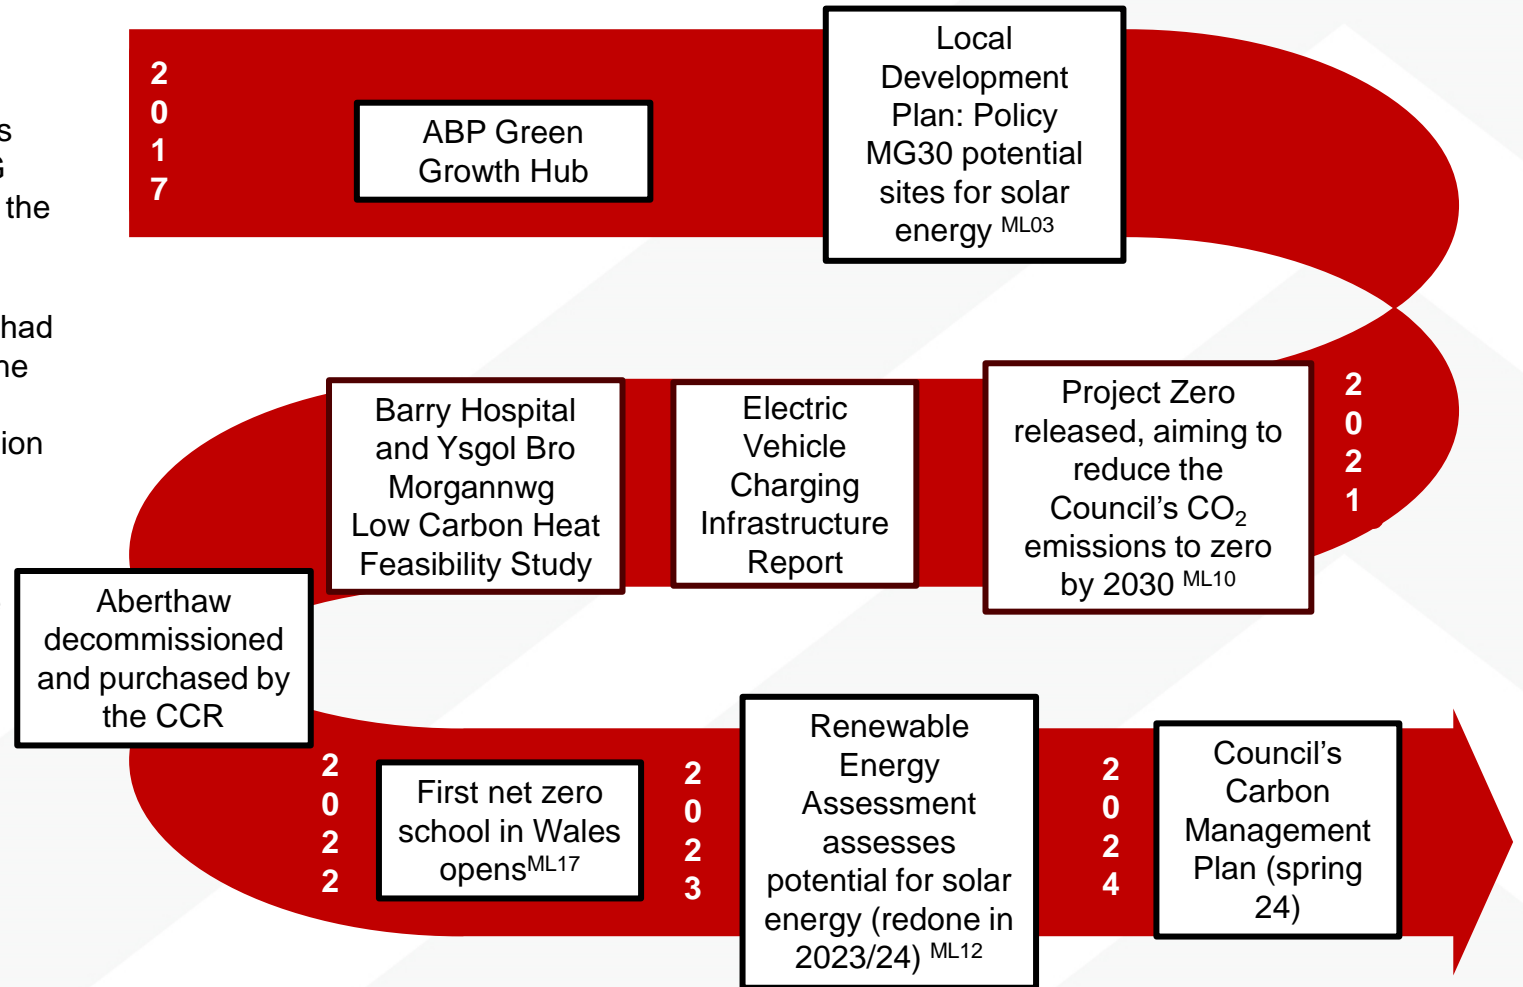 s
G
the
had
ne
ion
2
0
1
7
ABP Green
Growth Hub
Local
Development
Plan: Policy
MG30 potential
sites for solar
energy ML03
2
0
2
1
Project Zero
released, aiming to
reduce the
Council’s CO₂
emissions to zero
by 2030 ML10
Electric
Vehicle
Charging
Infrastructure
Report
Barry Hospital
and Ysgol Bro
Morgannwg
Low Carbon Heat
Feasibility Study
Aberthaw
decommissioned
and purchased by
the CCR
2
0
2
2
First net zero
school in Wales
opensML17
2
0
2
3
Renewable
Energy
Assessment
assesses
potential for solar
energy (redone in
2023/24) ML12
2
0
2
4
Council’s
Carbon
Management
Plan (spring
24)